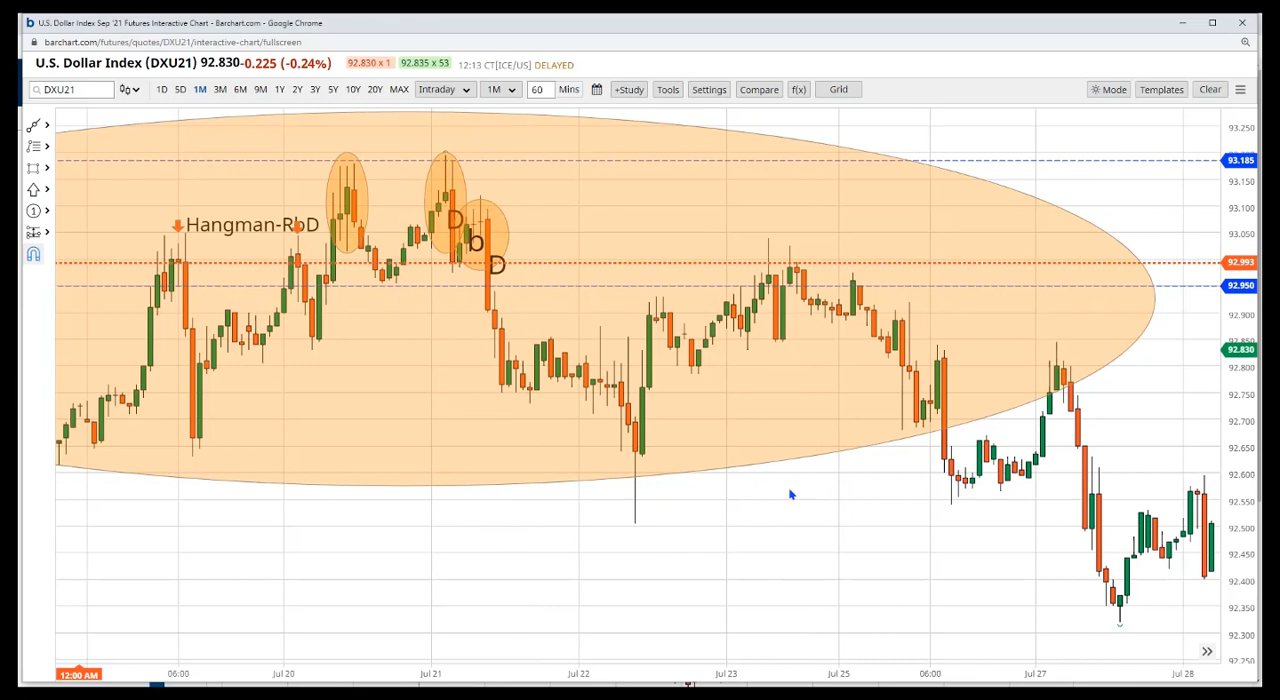 U.S. Dollar Index Sep '21 Futures Interactive Chart - Barchart.com - Google Chrome
barchart.com/futures/quotes/DXU21/interactive-chart/fullscreen
U.S. Dollar Index (DXU21) 92.830 -0.225 (-0.24%) 92.830 x 1 92.835 x 53 12:13 CT[ICE/US] DELAYED
DXU21 1D 5D 1M 3M 6M 9M 1Y 2Y 3Y 5Y 10Y 20Y MAX Intraday 1M 60 Mins +Study Tools Settings Compare f(x) Grid Mode Templates Clear
93.250
93.185
93.150
93.100
Hangman-RbD
D
93.050
b
D
92.993
92.950
92.900
92.850
92.830
92.800
92.750
92.700
92.650
92.600
92.550
92.500
92.450
92.400
92.350
92.300
92.250
12:00 AM 06:00 Jul 20 Jul 21 Jul 22 Jul 23 Jul 25 06:00 Jul 27 Jul 28